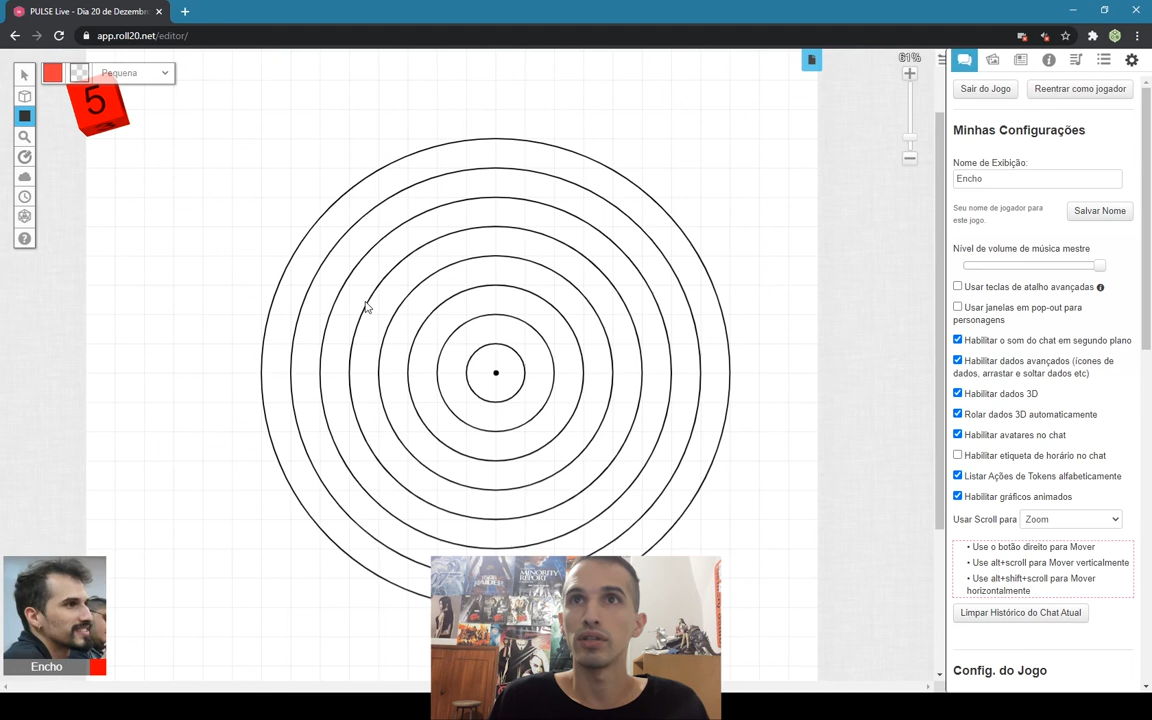 PULSE Live - Dia 20 de Dezembr
app.roll20.net/editor/
Pequena
5
61%
Sair do Jogo
Reentrar como jogador
Minhas Configurações
Nome de Exibição:
Encho
Seu nome de jogador para
este jogo.
Salvar Nome
Nível de volume de música mestre
Usar teclas de atalho avançadas
Usar janelas em pop-out para
personagens
Habilitar o som do chat em segundo plano
Habilitar dados avançados (ícones de
dados, arrastar e soltar dados etc)
Habilitar dados 3D
Rolar dados 3D automaticamente
Habilitar avatares no chat
Habilitar etiqueta de horário no chat
Listar Ações de Tokens alfabeticamente
Habilitar gráficos animados
Usar Scroll para
Zoom
• Use o botão direito para Mover
• Use alt+scroll para Mover verticalmente
• Use alt+shift+scroll para Mover
horizontalmente
Limpar Histórico do Chat Atual
Config. do Jogo
Encho
RAIDER
MINORITY
REPORT